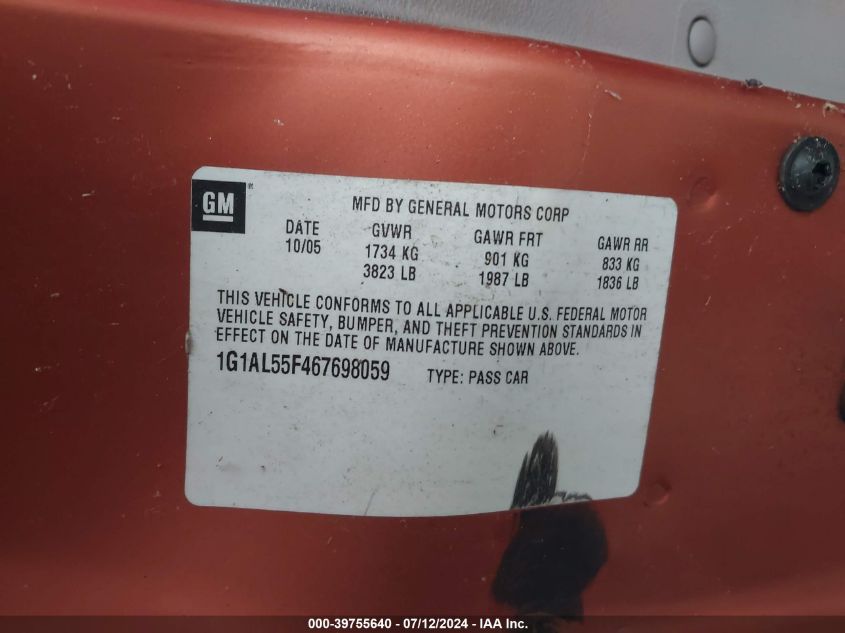 GM
MFD BY GENERAL MOTORS CORP
DATE GVWR GAWR FRT GAWR RR
10/05 1734 KG 901 KG 833 KG
3823 LB 1987 LB 1836 LB
THIS VEHICLE CONFORMS TO ALL APPLICABLE U.S. FEDERAL MOTOR
VEHICLE SAFETY, BUMPER, AND THEFT PREVENTION STANDARDS IN
EFFECT ON THE DATE OF MANUFACTURE SHOWN ABOVE.
1G1AL55F467698059 TYPE: PASS CAR
000-39755640 - 07/12/2024 - IAA Inc.